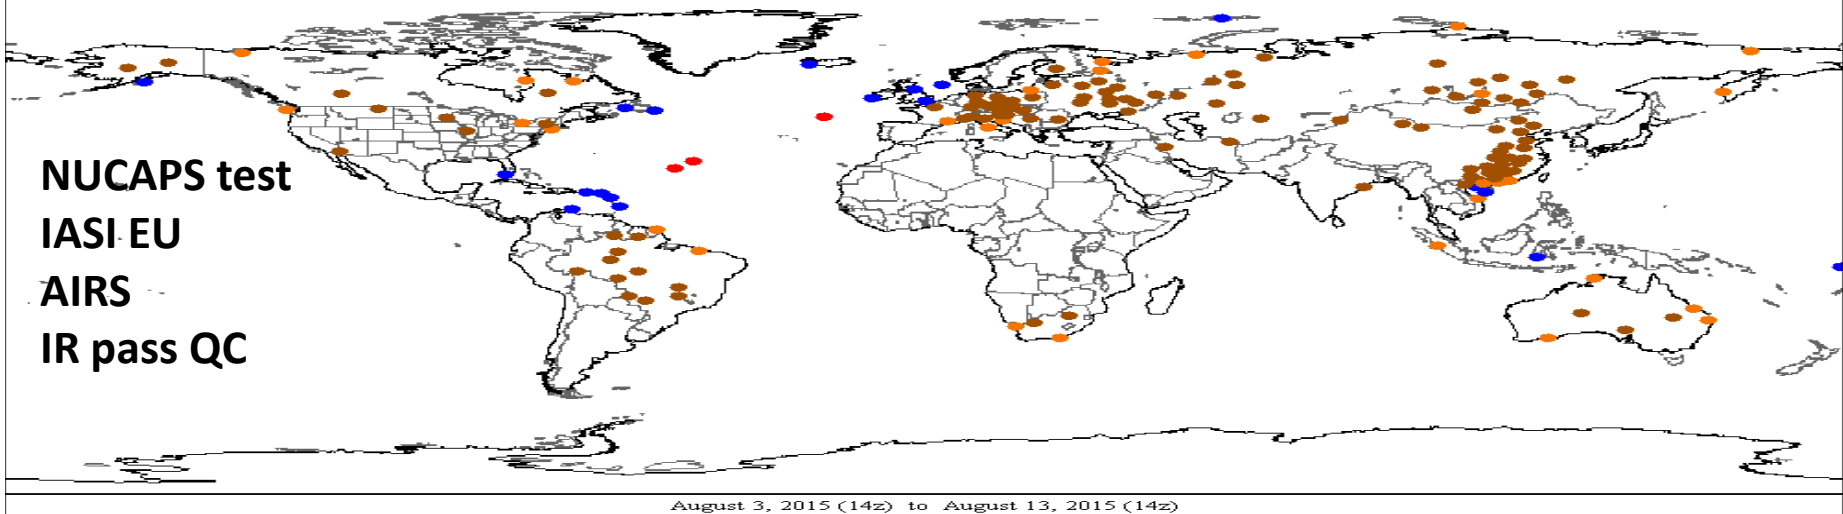 NUCAPS test
IASI EU
AIRS
IR pass QC
August 3, 2015 (14z) to August 13, 2015 (14z)